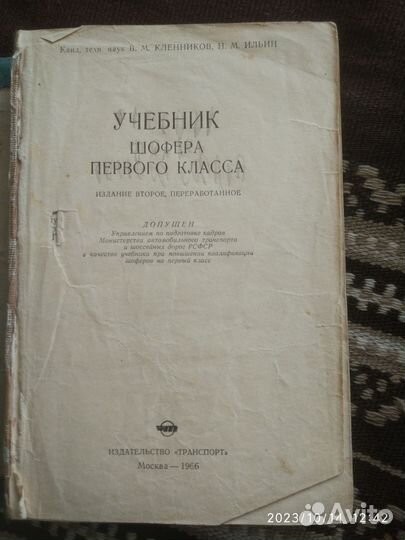 Канд. техн. наук В. М. КЛЕННИКОВ, Н. М. ИЛЬИН
УЧЕБНИК
ШОФЕРА
ПЕРВОГО КЛАССА
ИЗДАНИЕ ВТОРОЕ, ПЕРЕРАБОТАННОЕ
ДОПУЩЕН
Управлением по подготовке кадров
Министерства автомобильного транспорта
и шоссейных дорог РСФСР
в качестве учебника при повышении квалификации
шоферов на первый класс
ИЗДАТЕЛЬСТВО «ТРАНСПОРТ»
Москва — 1966
Avito
2023/10/14 12:42